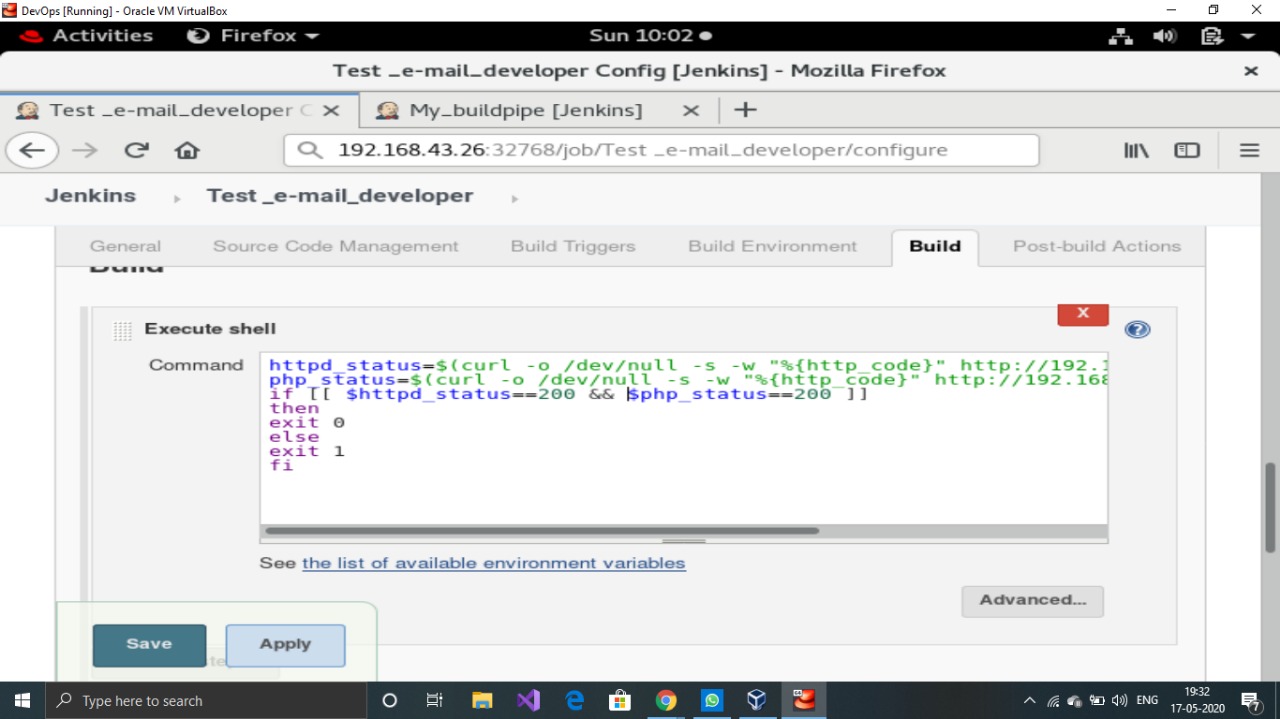 DevOps [Running] - Oracle VM VirtualBox
Activities Firefox Sun 10:02
Test _e-mail_developer Config [Jenkins] - Mozilla Firefox
Test _e-mail_developer C My_buildpipe [Jenkins]
192.168.43.26:32768/job/Test _e-mail_developer/configure
Jenkins Test _e-mail_developer
General Source Code Management Build Triggers Build Environment Build Post-build Actions
Build
X
Execute shell
Command
httpd_status=$(curl -o /dev/null -s -w "%{http_code}" http://192.1
php_status=$(curl -o /dev/null -s -w "%{http_code}" http://192.168
if [[ $httpd_status==200 && $php_status==200 ]]
then
exit 0
else
exit 1
fi
See the list of available environment variables
Advanced...
Save Apply
Type here to search ENG 19:32
17-05-2020 7